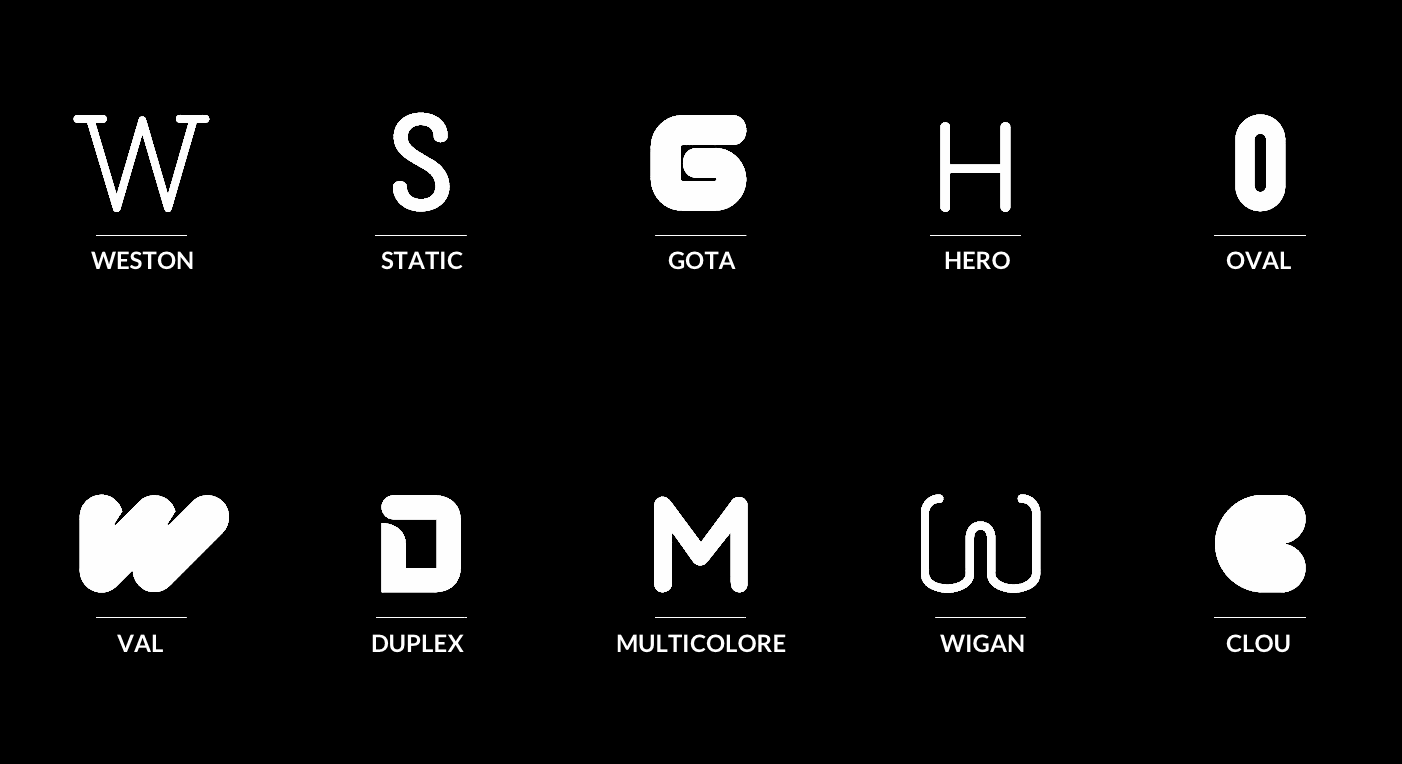 W S G H O
WESTON STATIC GOTA HERO OVAL
W D M W C
VAL DUPLEX MULTICOLORE WIGAN CLOU